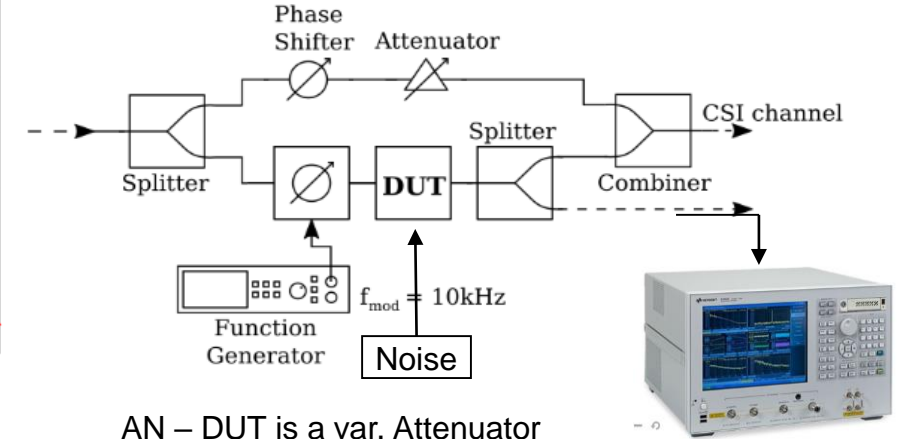 Phase
Shifter
Attenuator
CSI channel
Splitter
Splitter
DUT
Combiner
f_mod = 10kHz
Function
Generator
Noise
AN – DUT is a var. Attenuator